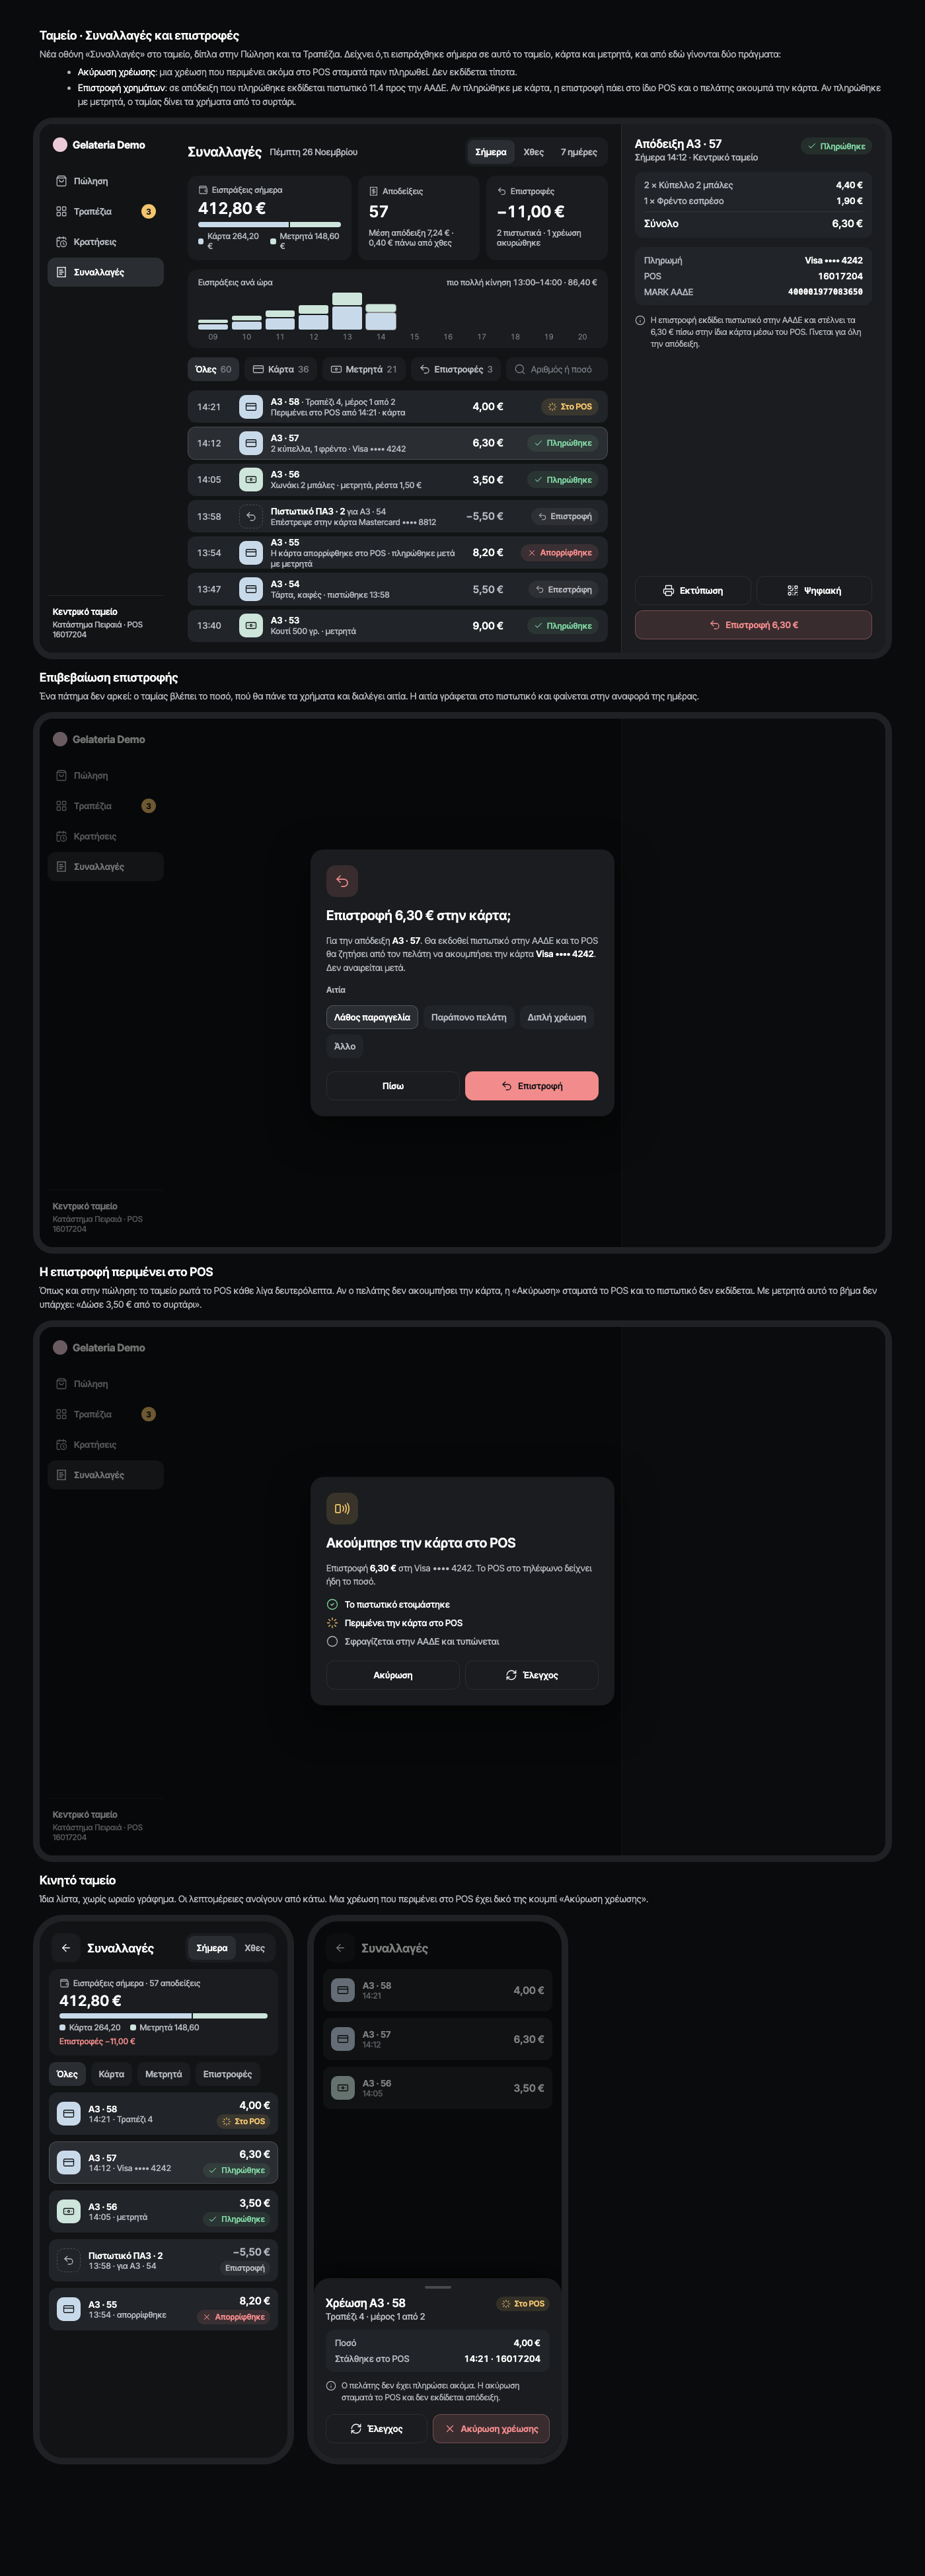 Ταμείο · Συναλλαγές και επιστροφές
Νέα οθόνη «Συναλλαγές» στο ταμείο, δίπλα στην Πώληση και τα Τραπέζια. Δείχνει ό,τι εισπράχθηκε σήμερα σε αυτό το ταμείο, κάρτα και μετρητά, και από εδώ γίνονται δύο πράγματα:
• Ακύρωση χρέωσης: μια χρέωση που περιμένει ακόμα στο POS σταματά πριν πληρωθεί. Δεν εκδίδεται τίποτα.
• Επιστροφή χρημάτων: σε απόδειξη που πληρώθηκε εκδίδεται πιστωτικό 11.4 προς την ΑΑΔΕ. Αν πληρώθηκε με κάρτα, η επιστροφή πάει στο ίδιο POS και ο πελάτης ακουμπά την κάρτα. Αν πληρώθηκε
με μετρητά, ο ταμίας δίνει τα χρήματα από το συρτάρι.
Gelateria Demo
Πώληση
Τραπέζια 3
Κρατήσεις
Συναλλαγές
Κεντρικό ταμείο
Κατάστημα Πειραιά · POS
16017204
Συναλλαγές Πέμπτη 26 Νοεμβρίου
Σήμερα Χθες 7 ημέρες
Εισπράξεις σήμερα
412,80 €
Κάρτα 264,20 €
Μετρητά 148,60 €
Αποδείξεις
57
Μέση απόδειξη 7,24 € ·
0,40 € πάνω από χθες
Επιστροφές
−11,00 €
2 πιστωτικά · 1 χρέωση
ακυρώθηκε
Εισπράξεις ανά ώρα πιο πολλή κίνηση 13:00–14:00 · 86,40 €
09 10 11 12 13 14 15 16 17 18 19 20
Όλες 60 Κάρτα 36 Μετρητά 21 Επιστροφές 3 Αριθμός ή ποσό
14:21 Α3 · 58 · Τραπέζι 4, μέρος 1 από 2 4,00 € Στο POS
Περιμένει στο POS από 14:21 · κάρτα
14:12 Α3 · 57 6,30 € Πληρώθηκε
2 κύπελλα, 1 φρέντο · Visa •••• 4242
14:05 Α3 · 56 3,50 € Πληρώθηκε
Χωνάκι 2 μπάλες · μετρητά, ρέστα 1,50 €
13:58 Πιστωτικό ΠΑ3 · 2 για Α3 · 54 −5,50 € Επιστροφή
Επέστρεψε στην κάρτα Mastercard •••• 8812
13:54 Α3 · 55 8,20 € Απορρίφθηκε
Η κάρτα απορρίφθηκε στο POS · πληρώθηκε μετά
με μετρητά
13:47 Α3 · 54 5,50 € Επεστράφη
Τάρτα, καφές · πιστώθηκε 13:58
13:40 Α3 · 53 9,00 € Πληρώθηκε
Κουτί 500 γρ. · μετρητά
Απόδειξη Α3 · 57 Πληρώθηκε
Σήμερα 14:12 · Κεντρικό ταμείο
2 × Κύπελλο 2 μπάλες 4,40 €
1 × Φρέντο εσπρέσο 1,90 €
Σύνολο 6,30 €
Πληρωμή Visa •••• 4242
POS 16017204
MARK ΑΑΔΕ 400001977083650
Η επιστροφή εκδίδει πιστωτικό στην ΑΑΔΕ και στέλνει τα
6,30 € πίσω στην ίδια κάρτα μέσω του POS. Γίνεται για όλη
την απόδειξη.
Εκτύπωση Ψηφιακή
Επιστροφή 6,30 €
Επιβεβαίωση επιστροφής
Ένα πάτημα δεν αρκεί: ο ταμίας βλέπει το ποσό, πού θα πάνε τα χρήματα και διαλέγει αιτία. Η αιτία γράφεται στο πιστωτικό και φαίνεται στην αναφορά της ημέρας.
Gelateria Demo
Πώληση
Τραπέζια 3
Κρατήσεις
Συναλλαγές
Επιστροφή 6,30 € στην κάρτα;
Για την απόδειξη Α3 · 57. Θα εκδοθεί πιστωτικό στην ΑΑΔΕ και το POS
θα ζητήσει από τον πελάτη να ακουμπήσει την κάρτα Visa •••• 4242.
Δεν αναιρείται μετά.
Αιτία
Λάθος παραγγελία Παράπονο πελάτη Διπλή χρέωση
Άλλο
Πίσω Επιστροφή
Κεντρικό ταμείο
Κατάστημα Πειραιά · POS
16017204
Η επιστροφή περιμένει στο POS
Όπως και στην πώληση: το ταμείο ρωτά το POS κάθε λίγα δευτερόλεπτα. Αν ο πελάτης δεν ακουμπήσει την κάρτα, η «Ακύρωση» σταματά το POS και το πιστωτικό δεν εκδίδεται. Με μετρητά αυτό το βήμα δεν
υπάρχει: «Δώσε 3,50 € από το συρτάρι».
Gelateria Demo
Πώληση
Τραπέζια 3
Κρατήσεις
Συναλλαγές
Ακούμπησε την κάρτα στο POS
Επιστροφή 6,30 € στη Visa •••• 4242. Το POS στο τηλέφωνο δείχνει
ήδη το ποσό.
Το πιστωτικό ετοιμάστηκε
Περιμένει την κάρτα στο POS
Σφραγίζεται στην ΑΑΔΕ και τυπώνεται
Ακύρωση Έλεγχος
Κεντρικό ταμείο
Κατάστημα Πειραιά · POS
16017204
Κινητό ταμείο
Ίδια λίστα, χωρίς ωριαίο γράφημα. Οι λεπτομέρειες ανοίγουν από κάτω. Μια χρέωση που περιμένει στο POS έχει δικό της κουμπί «Ακύρωση χρέωσης».
Συναλλαγές Σήμερα Χθες
Εισπράξεις σήμερα · 57 αποδείξεις
412,80 €
Κάρτα 264,20 Μετρητά 148,60
Επιστροφές −11,00 €
Όλες Κάρτα Μετρητά Επιστροφές
Α3 · 58 4,00 €
14:21 · Τραπέζι 4 Στο POS
Α3 · 57 6,30 €
14:12 · Visa •••• 4242 Πληρώθηκε
Α3 · 56 3,50 €
14:05 · μετρητά Πληρώθηκε
Πιστωτικό ΠΑ3 · 2 −5,50 €
13:58 · για Α3 · 54 Επιστροφή
Α3 · 55 8,20 €
13:54 · απορρίφθηκε Απορρίφθηκε
Συναλλαγές
Α3 · 58 4,00 €
14:21
Α3 · 57 6,30 €
14:12
Α3 · 56 3,50 €
14:05
Χρέωση Α3 · 58 Στο POS
Τραπέζι 4 · μέρος 1 από 2
Ποσό 4,00 €
Στάλθηκε στο POS 14:21 · 16017204
Ο πελάτης δεν έχει πληρώσει ακόμα. Η ακύρωση
σταματά το POS και δεν εκδίδεται απόδειξη.
Έλεγχος Ακύρωση χρέωσης